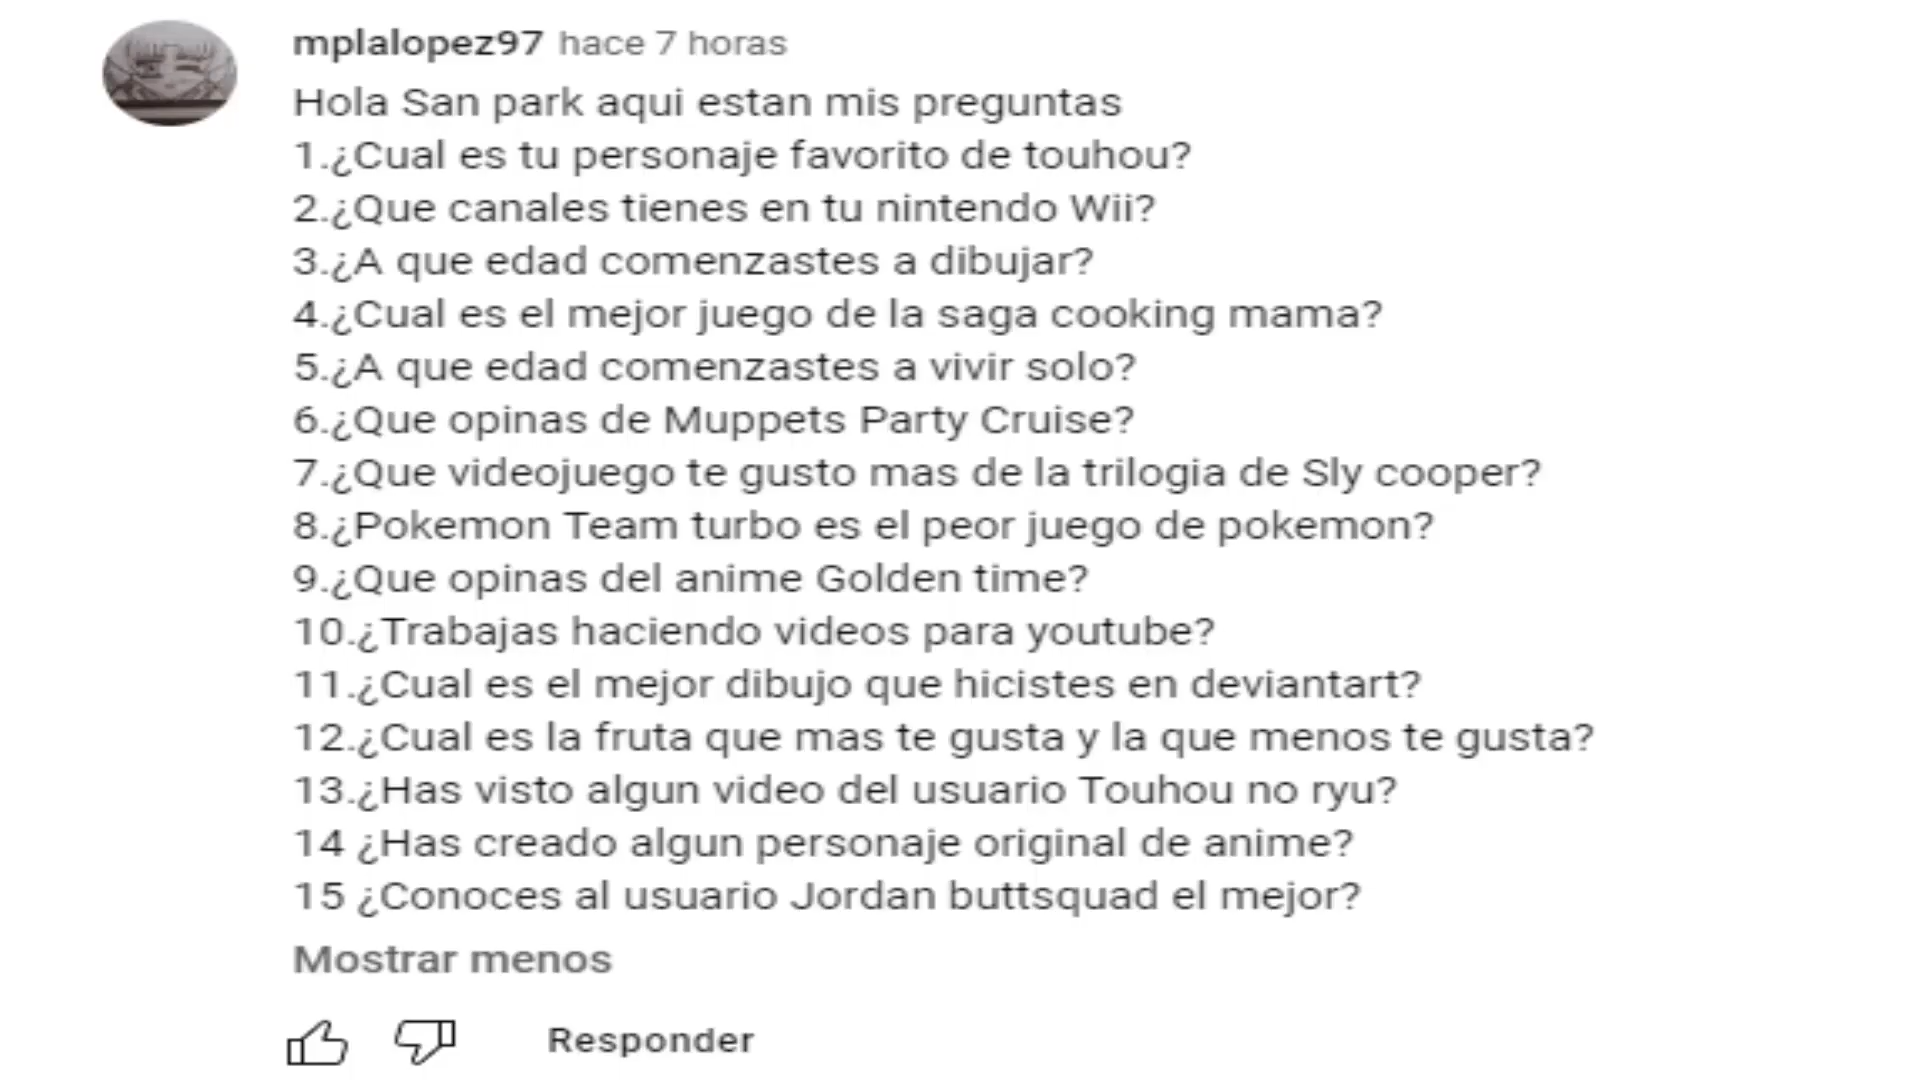 mplalopez97 hace 7 horas
Hola San park aqui estan mis preguntas
1.¿Cual es tu personaje favorito de touhou?
2.¿Que canales tienes en tu nintendo Wii?
3.¿A que edad comenzastes a dibujar?
4.¿Cual es el mejor juego de la saga cooking mama?
5.¿A que edad comenzastes a vivir solo?
6.¿Que opinas de Muppets Party Cruise?
7.¿Que videojuego te gusto mas de la trilogia de Sly cooper?
8.¿Pokemon Team turbo es el peor juego de pokemon?
9.¿Que opinas del anime Golden time?
10.¿Trabajas haciendo videos para youtube?
11.¿Cual es el mejor dibujo que hicistes en deviantart?
12.¿Cual es la fruta que mas te gusta y la que menos te gusta?
13.¿Has visto algun video del usuario Touhou no ryu?
14 ¿Has creado algun personaje original de anime?
15 ¿Conoces al usuario Jordan buttsquad el mejor?
Mostrar menos
Responder